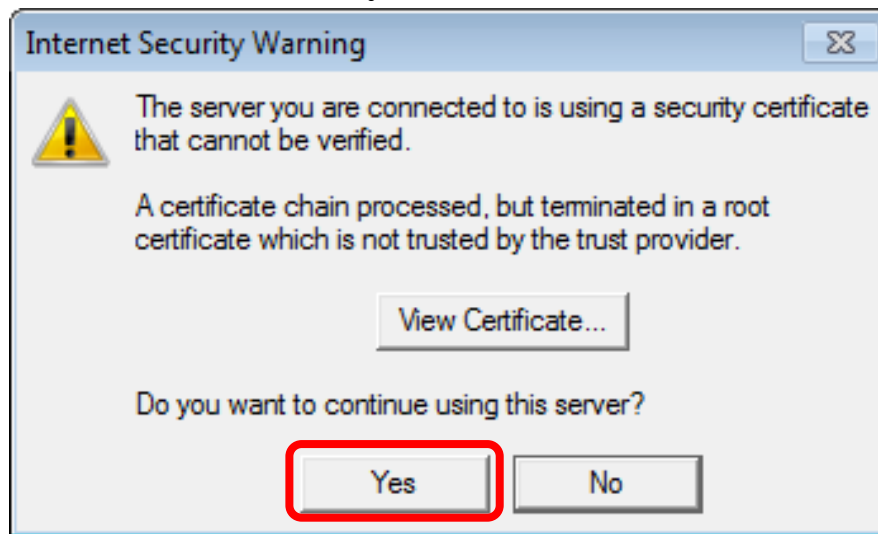 Internet Security Warning
The server you are connected to is using a security certificate
that cannot be verified.
A certificate chain processed, but terminated in a root
certificate which is not trusted by the trust provider.
View Certificate...
Do you want to continue using this server?
Yes No